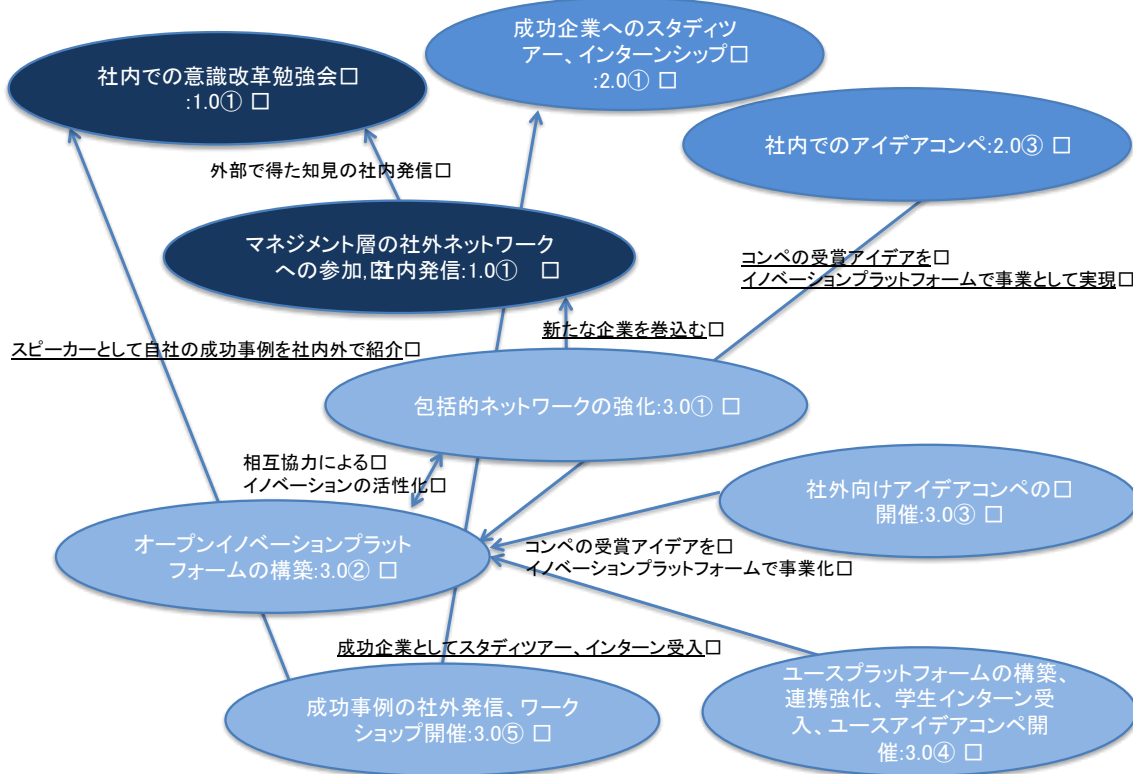 成功企業へのスタディツ
アー、インターンシップ□
:2.0① □
社内での意識改革勉強会□
:1.0① □
社内でのアイデアコンペ:2.0③ □
外部で得た知見の社内発信□
マネジメント層の社外ネットワーク
への参加,□社内発信:1.0① □
コンペの受賞アイデアを□
イノベーションプラットフォームで事業として実現□
新たな企業を巻込む□
スピーカーとして自社の成功事例を社内外で紹介□
包括的ネットワークの強化:3.0① □
相互協力による□
イノベーションの活性化□
社外向けアイデアコンペの□
開催:3.0③ □
オープンイノベーションプラット
フォームの構築:3.0② □
コンペの受賞アイデアを□
イノベーションプラットフォームで事業化□
成功企業としてスタディツアー、インターン受入□
ユースプラットフォームの構築、
連携強化、学生インターン受
入、ユースアイデアコンペ開
催:3.0④ □
成功事例の社外発信、ワーク
ショップ開催:3.0⑤ □